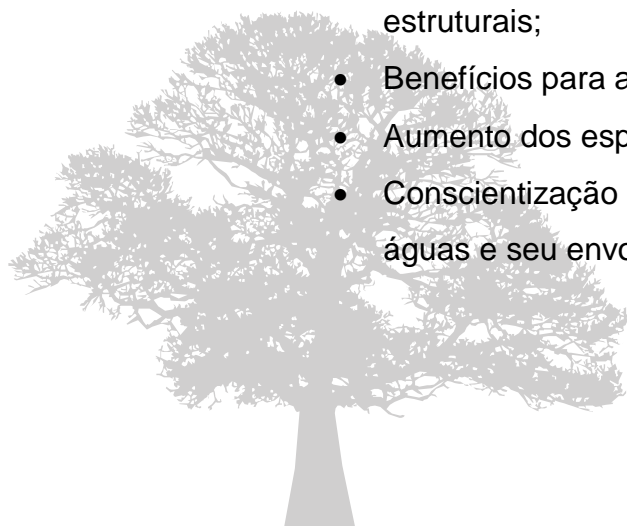 estruturais;
• Benefícios para a
• Aumento dos esp
• Conscientização
águas e seu envo